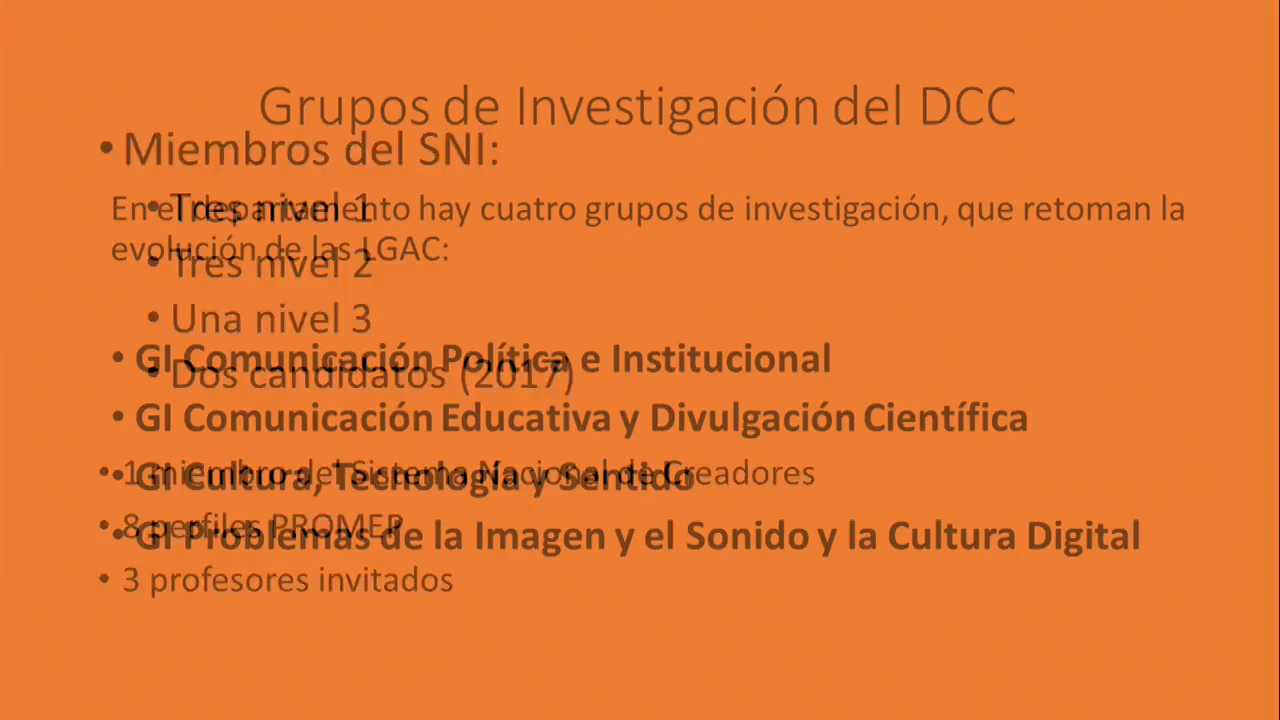 Grupos de Investigación del DCC
• Miembros del SNI:
• Tres nivel 1
En el departamento hay cuatro grupos de investigación, que retoman la
evolución de las LGAC:
• Tres nivel 2
• Una nivel 3
• GI Comunicación Política e Institucional
• Dos candidatos (2017)
• GI Comunicación Educativa y Divulgación Científica
• 1 miembro del Sistema Nacional de Creadores
• GI Cultura, Tecnología y Sentido
• 8 perfiles PROMEP
• GI Problemas de la Imagen y el Sonido y la Cultura Digital
• 3 profesores invitados